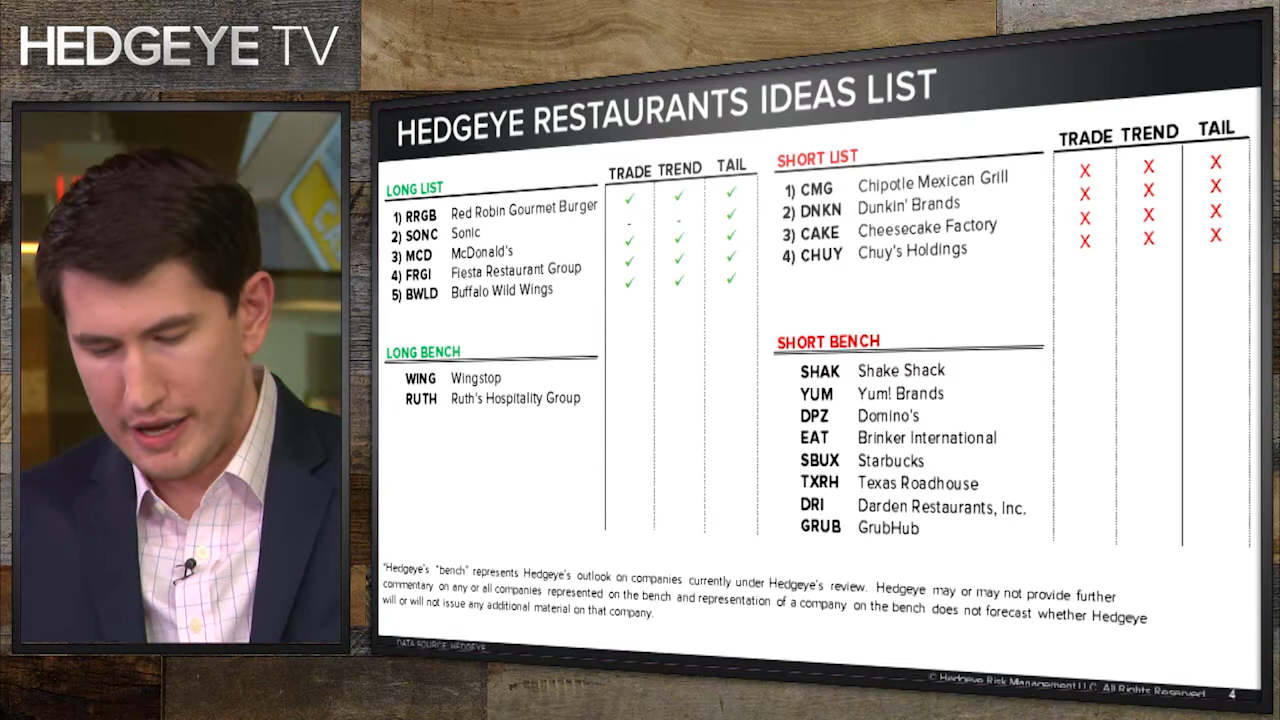 HEDGEYE TV
HEDGEYE RESTAURANTS IDEAS LIST
LONG LIST TRADE TREND TAIL
1) RRGB Red Robin Gourmet Burger ✓ ✓ ✓
2) SONC Sonic - - ✓
3) MCD McDonald's ✓ ✓ ✓
4) FRGI Fiesta Restaurant Group ✓ ✓ ✓
5) BWLD Buffalo Wild Wings ✓ ✓ ✓
LONG BENCH
WING Wingstop
RUTH Ruth's Hospitality Group
SHORT LIST TRADE TREND TAIL
1) CMG Chipotle Mexican Grill X X X
2) DNKN Dunkin' Brands X X X
3) CAKE Cheesecake Factory X X X
4) CHUY Chuy's Holdings X X X
SHORT BENCH
SHAK Shake Shack
YUM Yum! Brands
DPZ Domino's
EAT Brinker International
SBUX Starbucks
TXRH Texas Roadhouse
DRI Darden Restaurants, Inc.
GRUB GrubHub
*Hedgeye's "bench" represents Hedgeye's outlook on companies currently under Hedgeye's review. Hedgeye may or may not provide further
commentary on any or all companies represented on the bench and representation of a company on the bench does not forecast whether Hedgeye
will or will not issue any additional material on that company.
DATA SOURCE: HEDGEYE
© Hedgeye Risk Management LLC. All Rights Reserved. 4